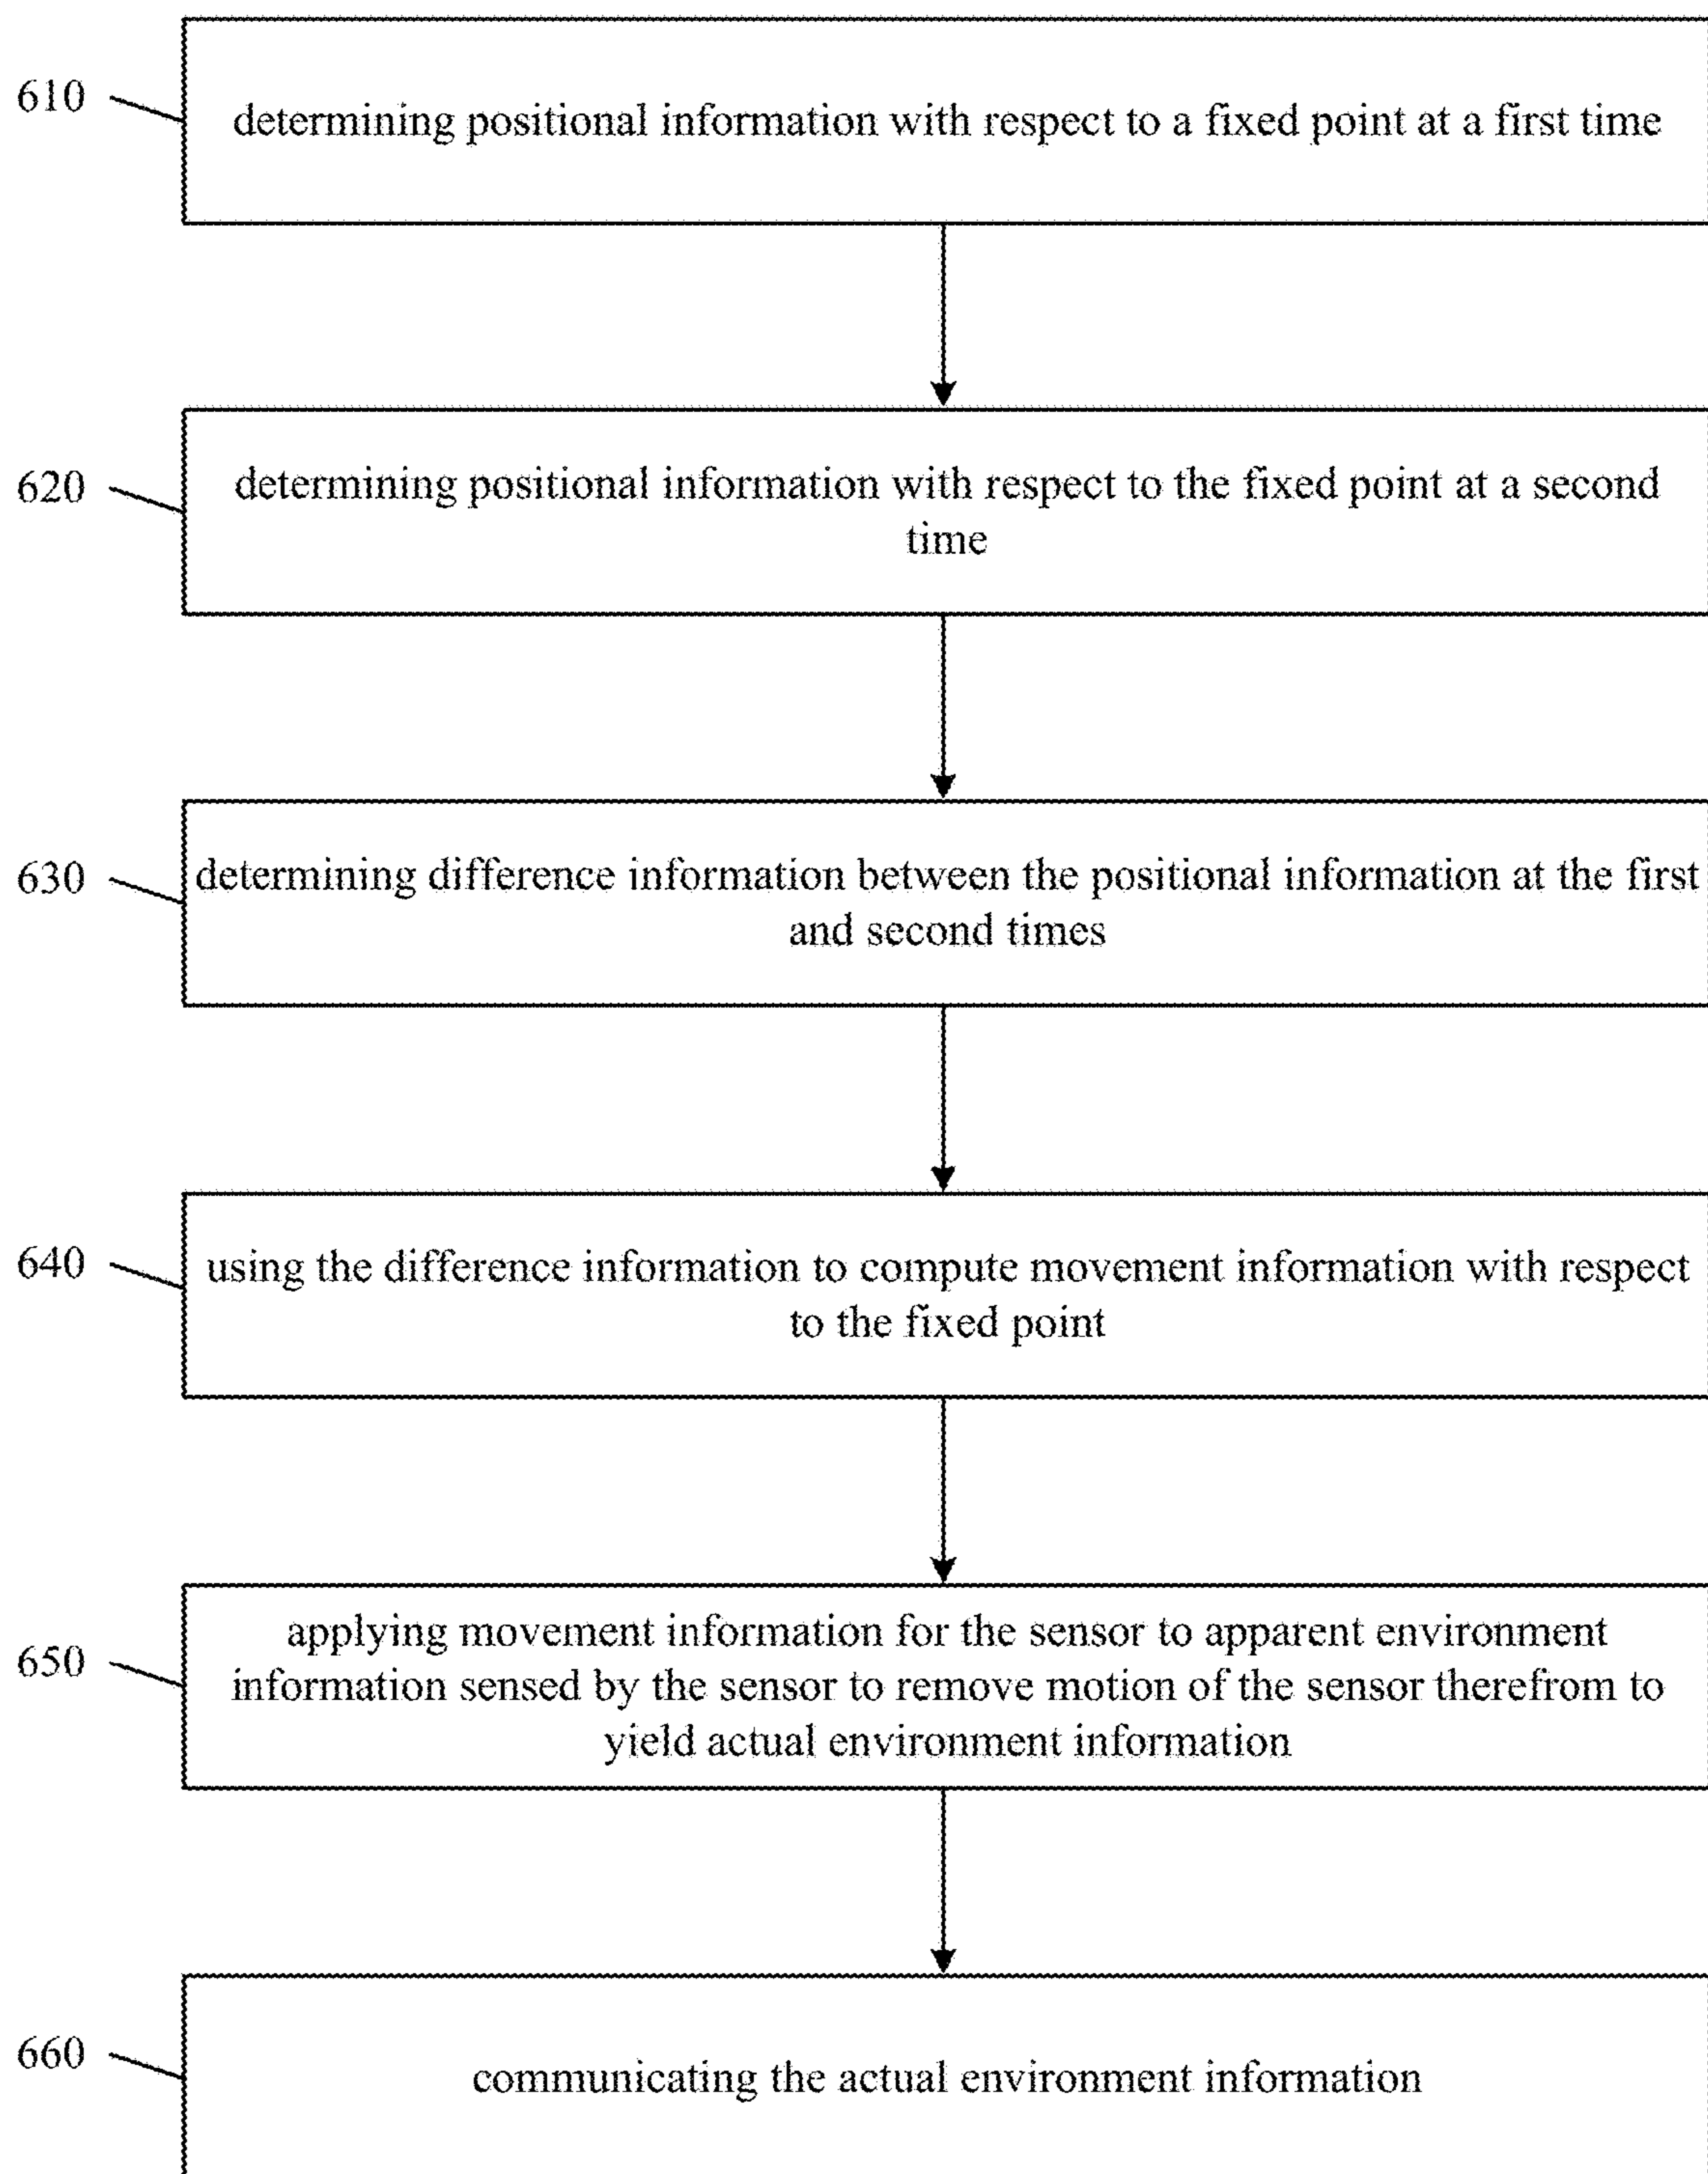 610
determining positional information with respect to a fixed point at a first time
620
determining positional information with respect to the fixed point at a second
time
630
determining difference information between the positional information at the first
and second times
640
using the difference information to compute movement information with respect
to the fixed point
650
applying movement information for the sensor to apparent environment
information sensed by the sensor to remove motion of the sensor therefrom to
yield actual environment information
660
communicating the actual environment information